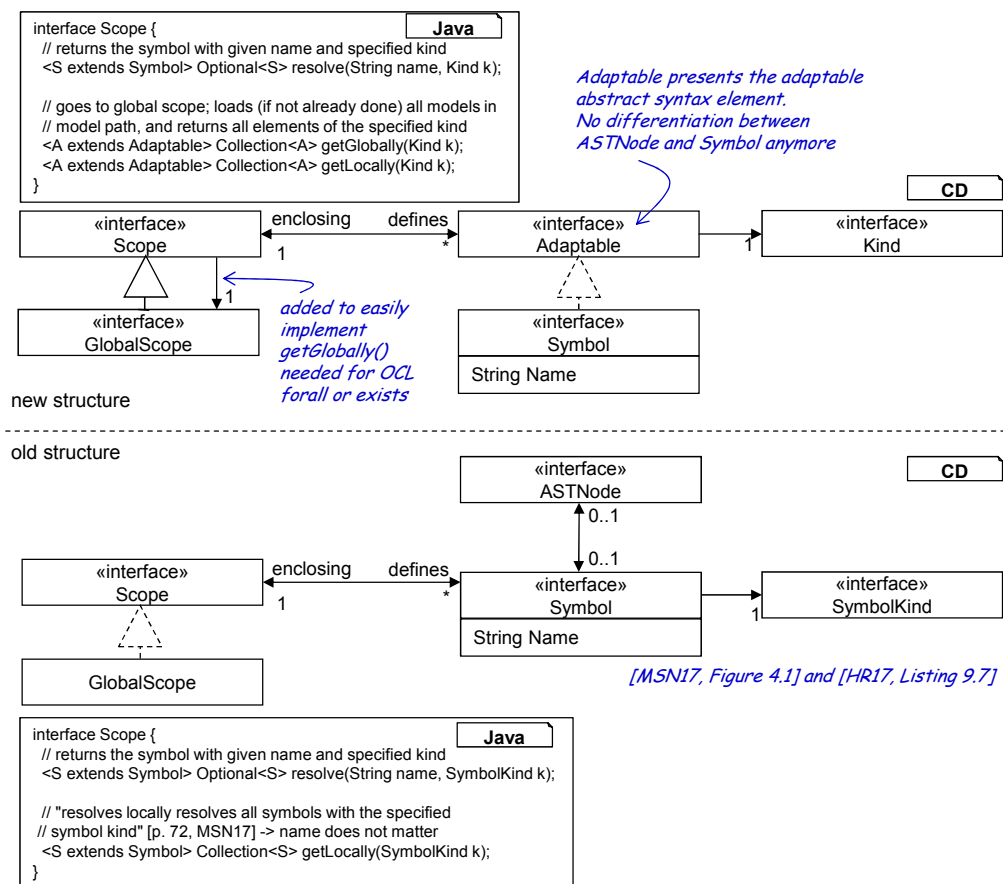 interface Scope {
Java
// returns the symbol with given name and specified kind
<S extends Symbol> Optional<S> resolve(String name, Kind k);
// goes to global scope; loads (if not already done) all models in
// model path, and returns all elements of the specified kind
<A extends Adaptable> Collection<A> getGlobally(Kind k);
<A extends Adaptable> Collection<A> getLocally(Kind k);
}
Adaptable presents the adaptable
abstract syntax element.
No differentiation between
ASTNode and Symbol anymore
CD
«interface»
Scope
enclosing
1
defines
*
«interface»
Adaptable
1
«interface»
Kind
1
«interface»
GlobalScope
added to easily
implement
getGlobally()
needed for OCL
forall or exists
«interface»
Symbol
String Name
new structure
old structure
CD
«interface»
ASTNode
0..1
0..1
«interface»
Scope
enclosing
1
defines
*
«interface»
Symbol
String Name
1
«interface»
SymbolKind
GlobalScope
[MSN17, Figure 4.1] and [HR17, Listing 9.7]
interface Scope {
Java
// returns the symbol with given name and specified kind
<S extends Symbol> Optional<S> resolve(String name, SymbolKind k);
// "resolves locally resolves all symbols with the specified
// symbol kind" [p. 72, MSN17] -> name does not matter
<S extends Symbol> Collection<S> getLocally(SymbolKind k);
}